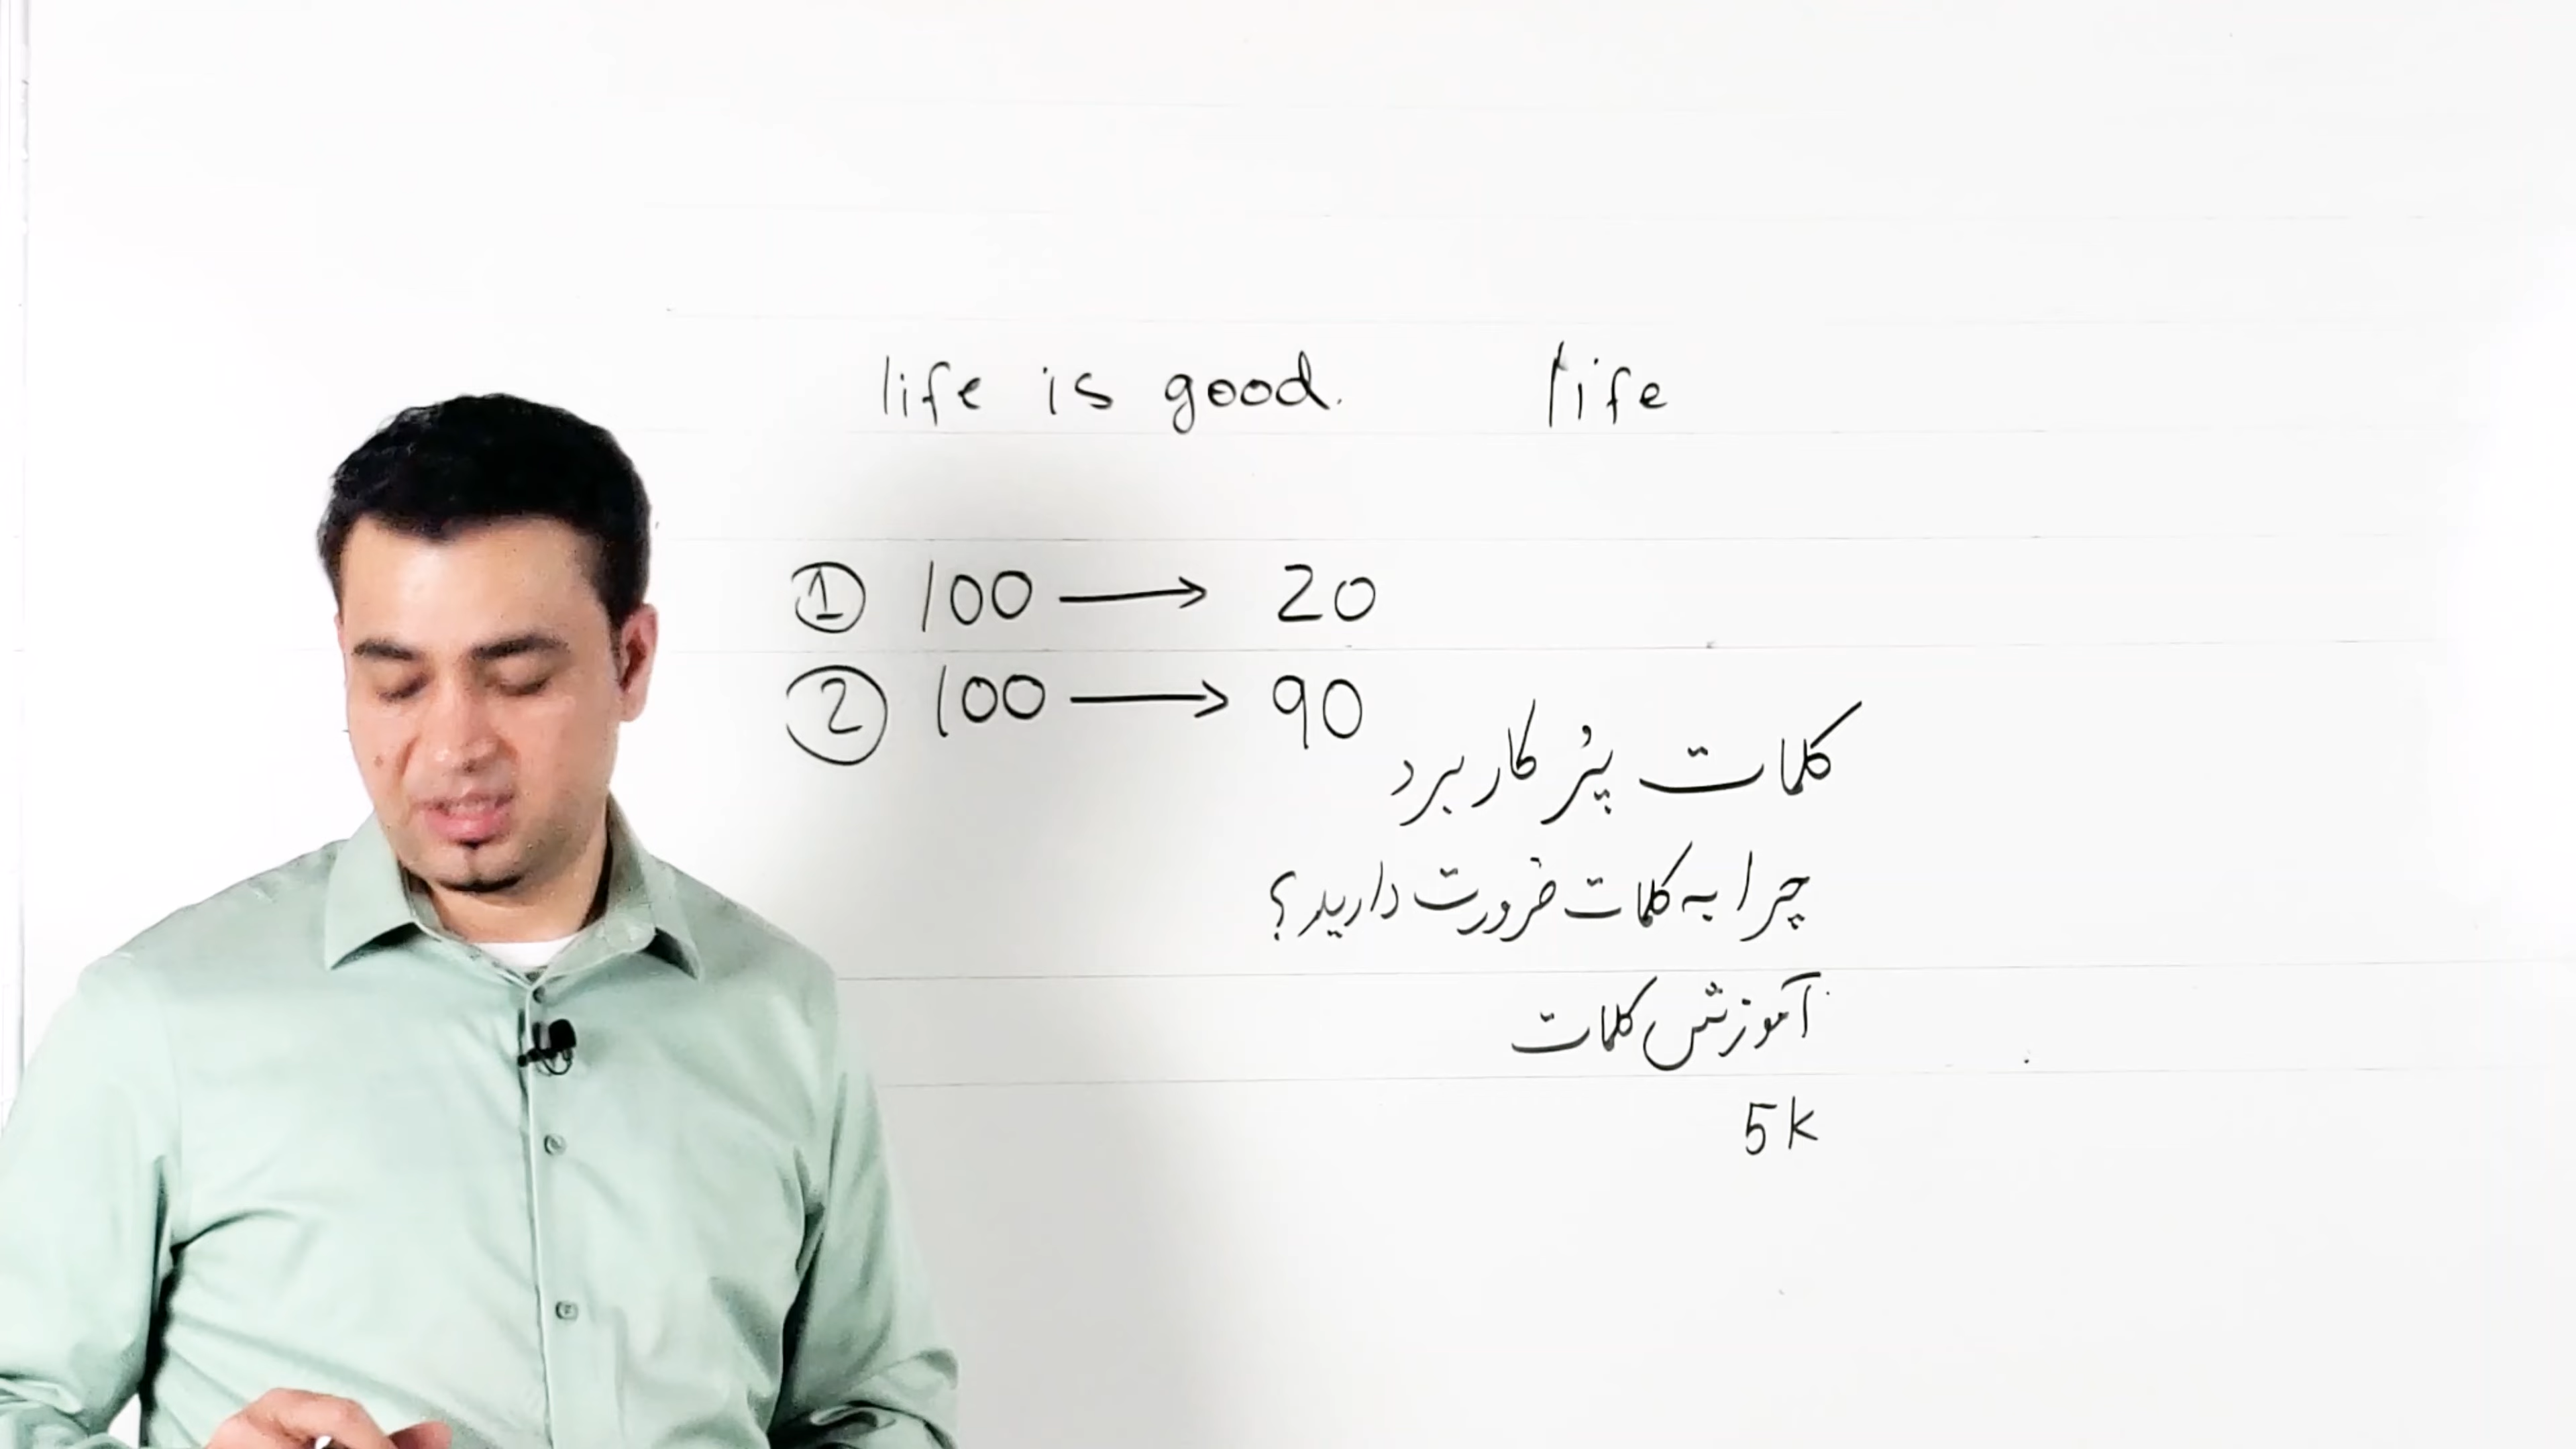 life is good. life
① 100 → 20
② 100 → 90
کلمات پُر کاربرد
چرا به کلمات ضرورت دارید؟
آموزش کلمات
5k